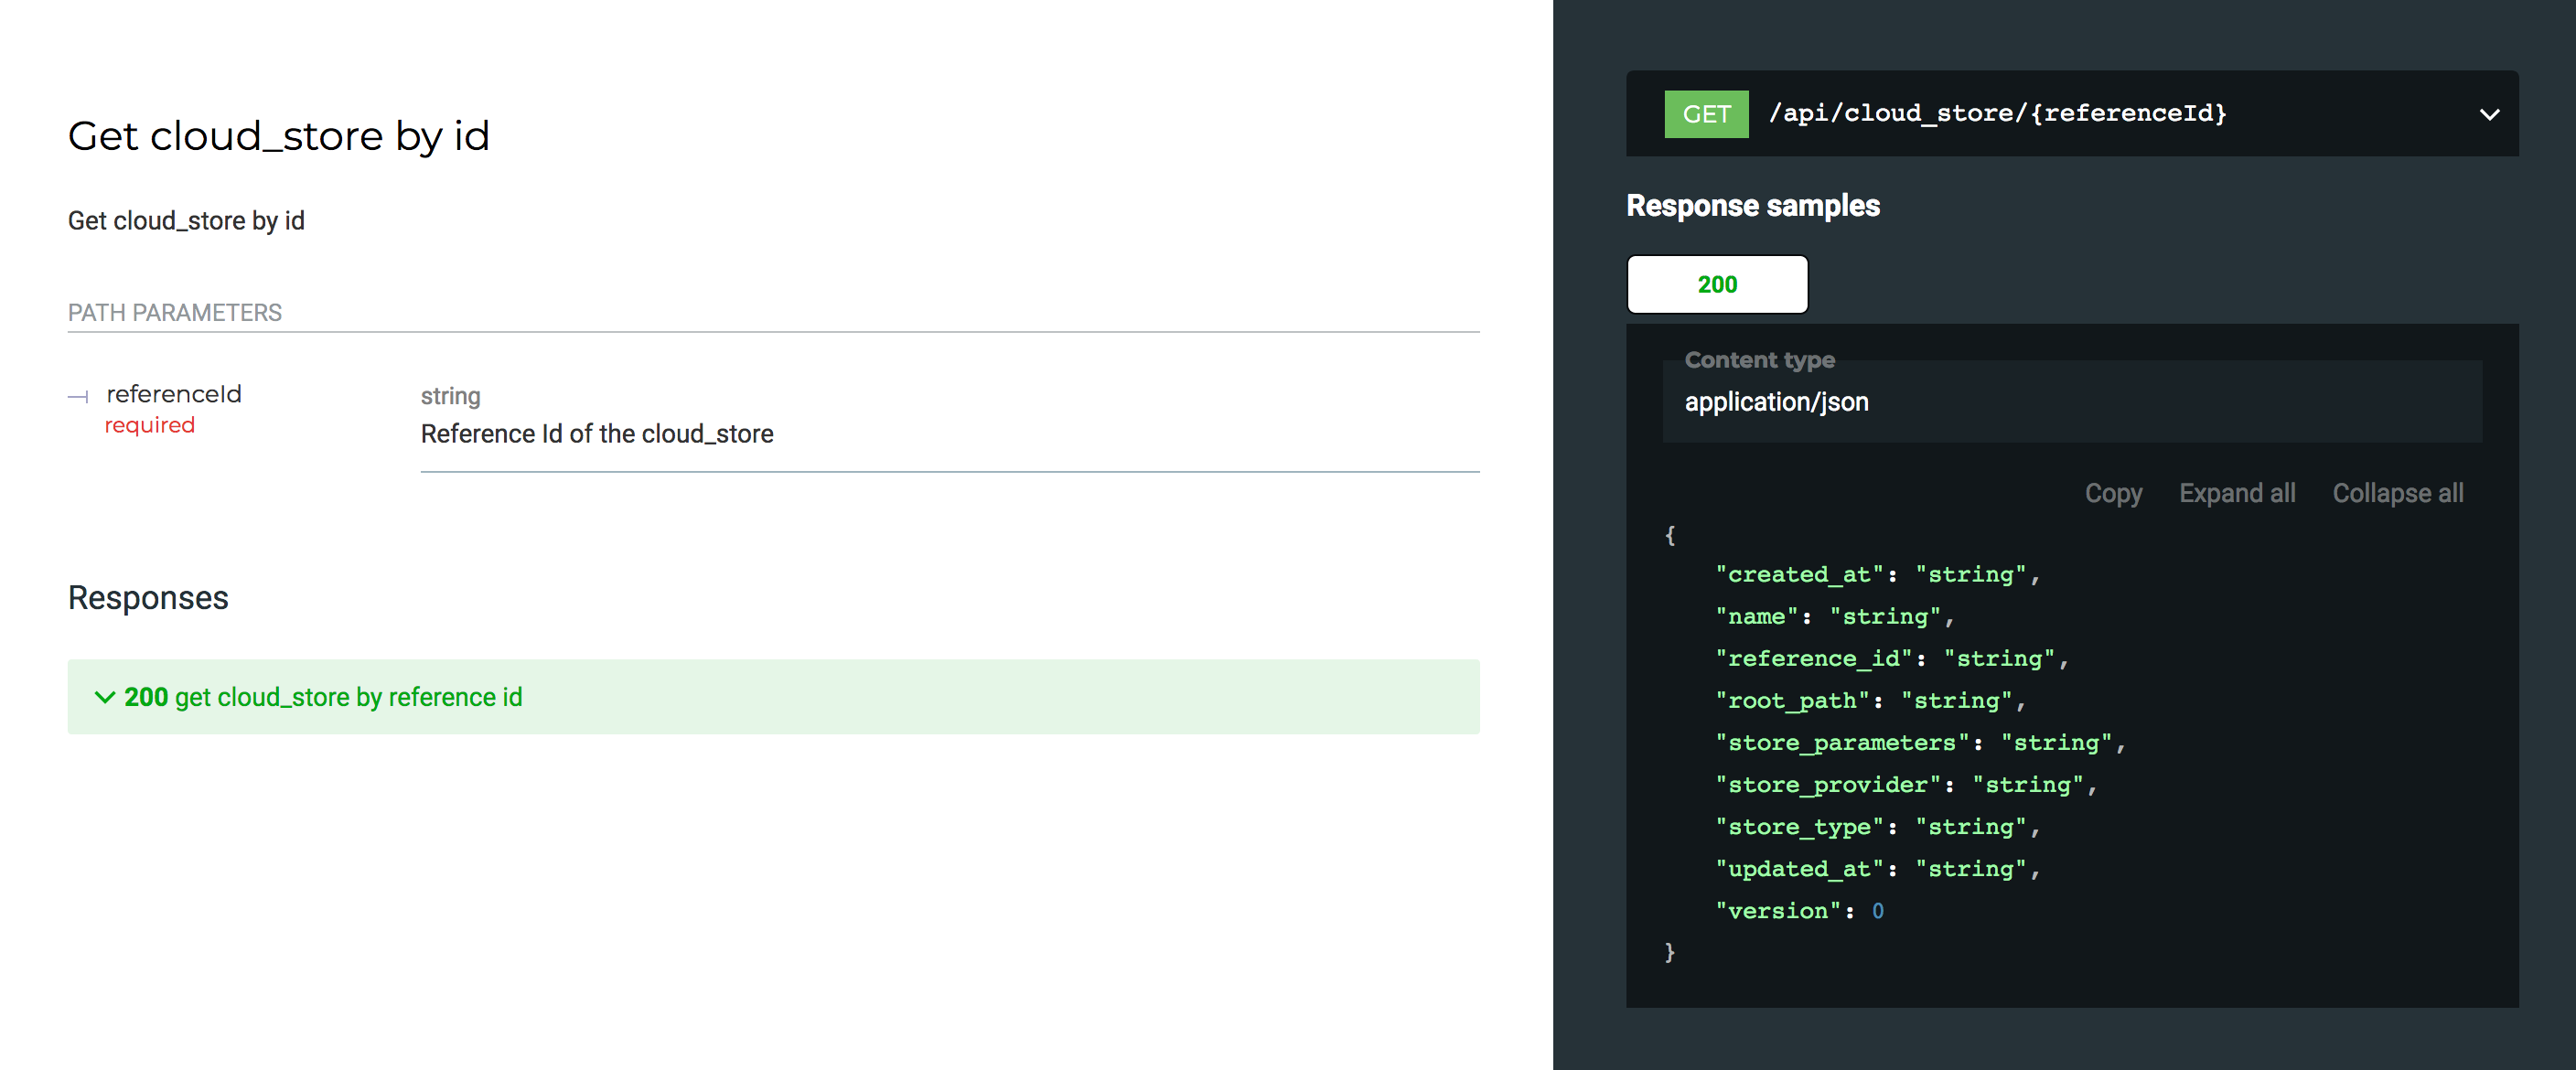 Get cloud_store by id
Get cloud_store by id
PATH PARAMETERS
referenceId
required
string
Reference Id of the cloud_store
Responses
200 get cloud_store by reference id
GET /api/cloud_store/{referenceId}
Response samples
200
Content type
application/json
Copy Expand all Collapse all
{
"created_at": "string",
"name": "string",
"reference_id": "string",
"root_path": "string",
"store_parameters": "string",
"store_provider": "string",
"store_type": "string",
"updated_at": "string",
"version": 0
}